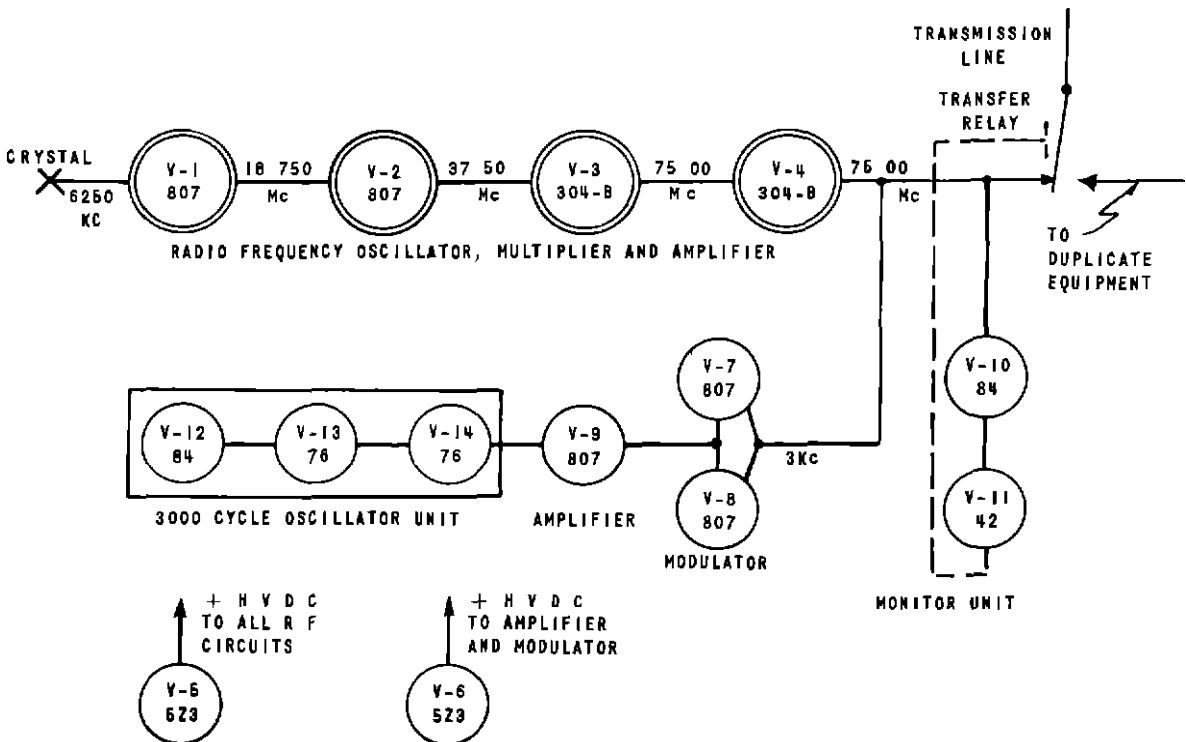 TRANSMISSION
LINE
TRANSFER
RELAY
CRYSTAL
6250
KC
V-1
807
18 750
Mc
V-2
807
37 50
Mc
V-3
304-B
75 00
Mc
V-4
304-B
75 00
Mc
RADIO FREQUENCY OSCILLATOR, MULTIPLIER AND AMPLIFIER
TO
DUPLICATE
EQUIPMENT
V-7
807
V-10
84
V-12
84
V-13
76
V-14
76
V-9
807
3Kc
V-8
807
V-11
42
3000 CYCLE OSCILLATOR UNIT
AMPLIFIER
MODULATOR
MONITOR UNIT
+ H V D C
TO ALL R F
CIRCUITS
+ H V D C
TO AMPLIFIER
AND MODULATOR
V-5
5Z3
V-6
5Z3